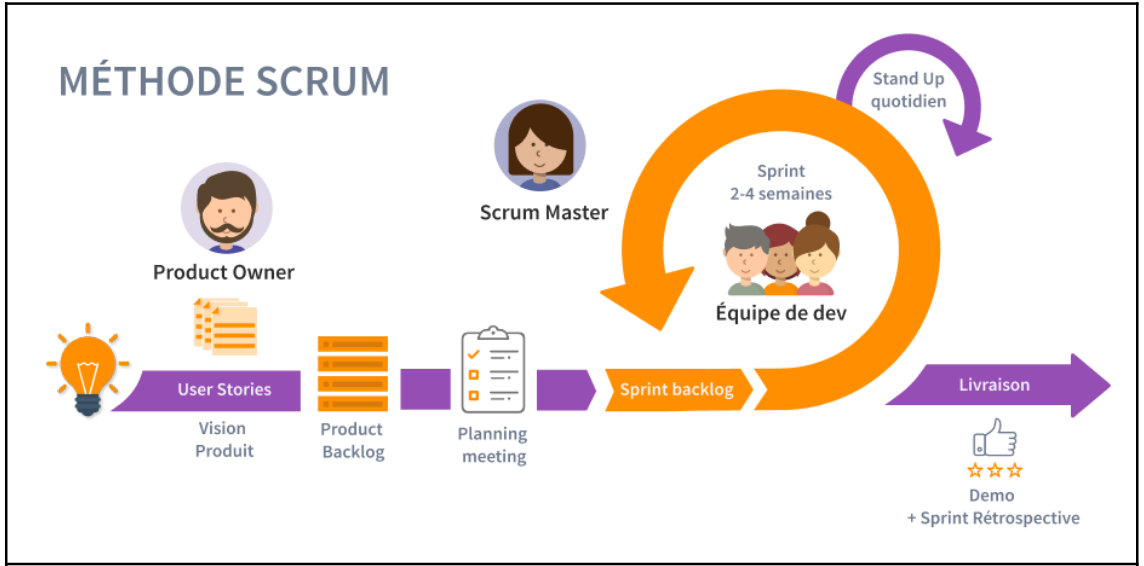 MÉTHODE SCRUM
Product Owner
User Stories
Vision
Produit
Product
Backlog
Planning
meeting
Scrum Master
Sprint backlog
Sprint
2-4 semaines
Équipe de dev
Stand Up
quotidien
Livraison
Demo
+ Sprint Rétrospective